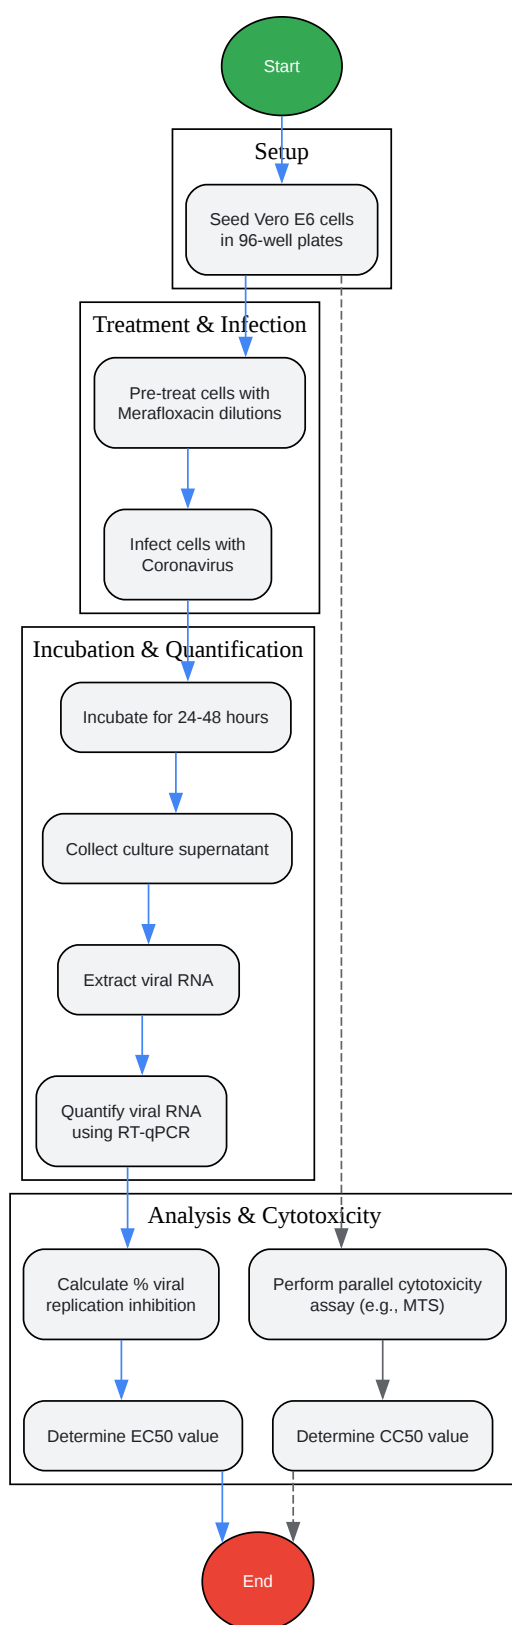 Start
Setup
Seed Vero E6 cells
in 96-well plates
Treatment & Infection
Pre-treat cells with
Merafloxacin dilutions
Infect cells with
Coronavirus
Incubation & Quantification
Incubate for 24-48 hours
Collect culture supernatant
Extract viral RNA
Quantify viral RNA
using RT-qPCR
Analysis & Cytotoxicity
Calculate % viral
replication inhibition
Perform parallel cytotoxicity
assay (e.g., MTS)
Determine EC50 value
Determine CC50 value
End